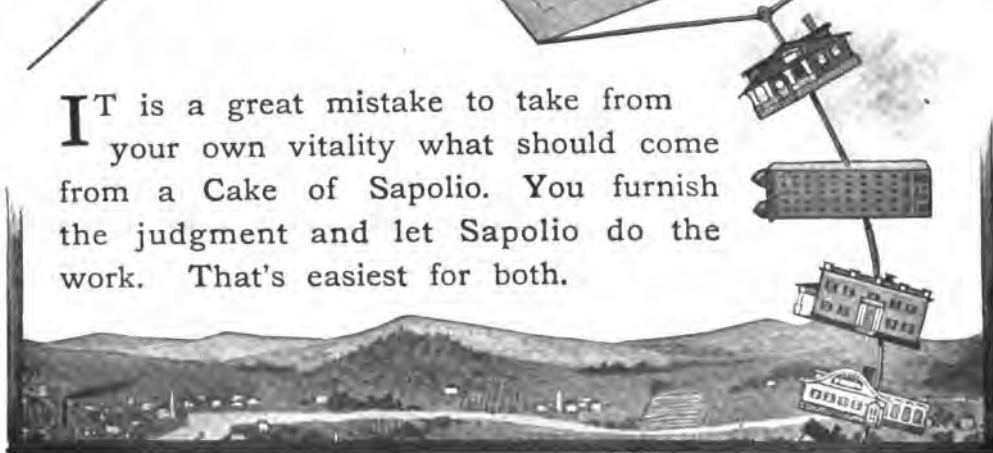 IT is a great mistake to take from
your own vitality what should come
from a Cake of Sapolio. You furnish
the judgment and let Sapolio do the
work. That's easiest for both.